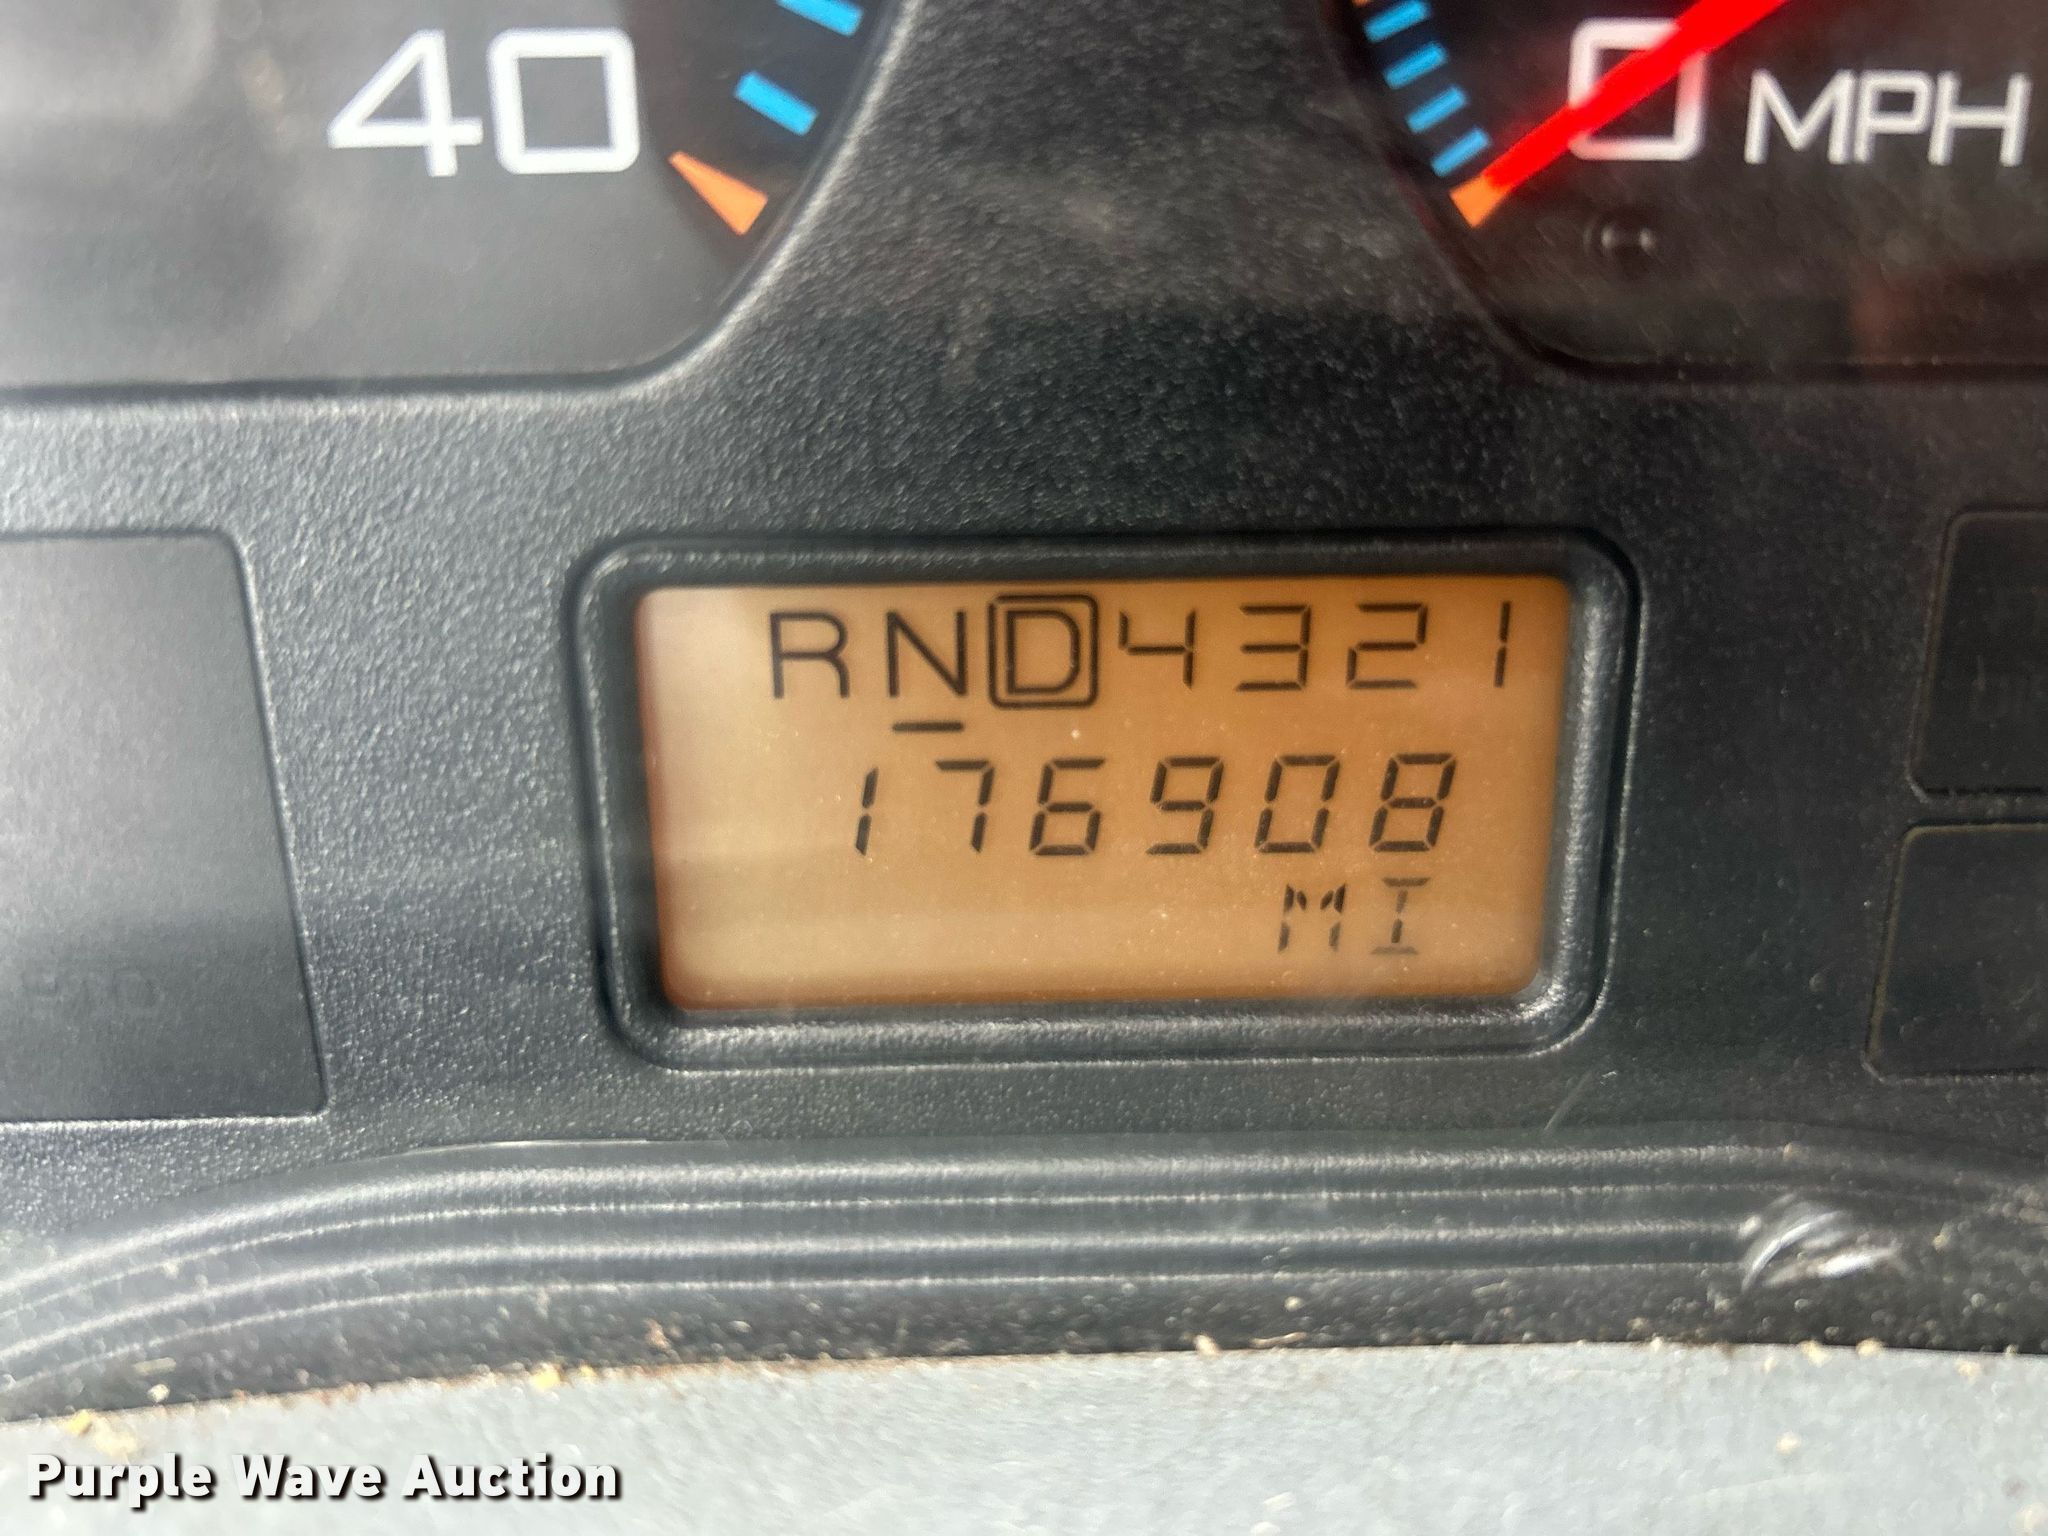 40
0 MPH
RND4321
176908
MI
Purple Wave Auction